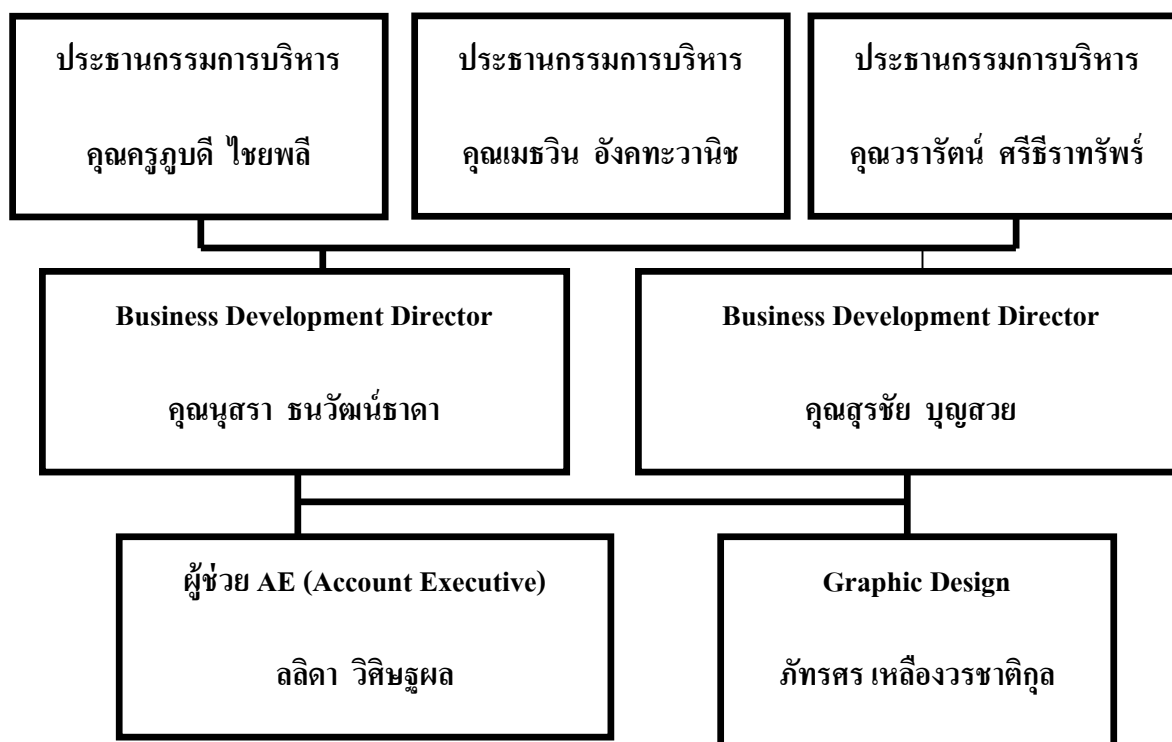 ประธานกรรมการบริหาร
คุณครูภูบดี ไชยพลี
ประธานกรรมการบริหาร
คุณเมธวิน อังคทะวานิช
ประธานกรรมการบริหาร
คุณวรารัตน์ ศรีธีราทรัพร์
Business Development Director
คุณนุสรา ธนวัฒน์ธาดา
Business Development Director
คุณสุรชัย บุญสวย
ผู้ช่วย AE (Account Executive)
ลลิดา วิศิษฐผล
Graphic Design
ภัทรศร เหลืองวรชาติกุล